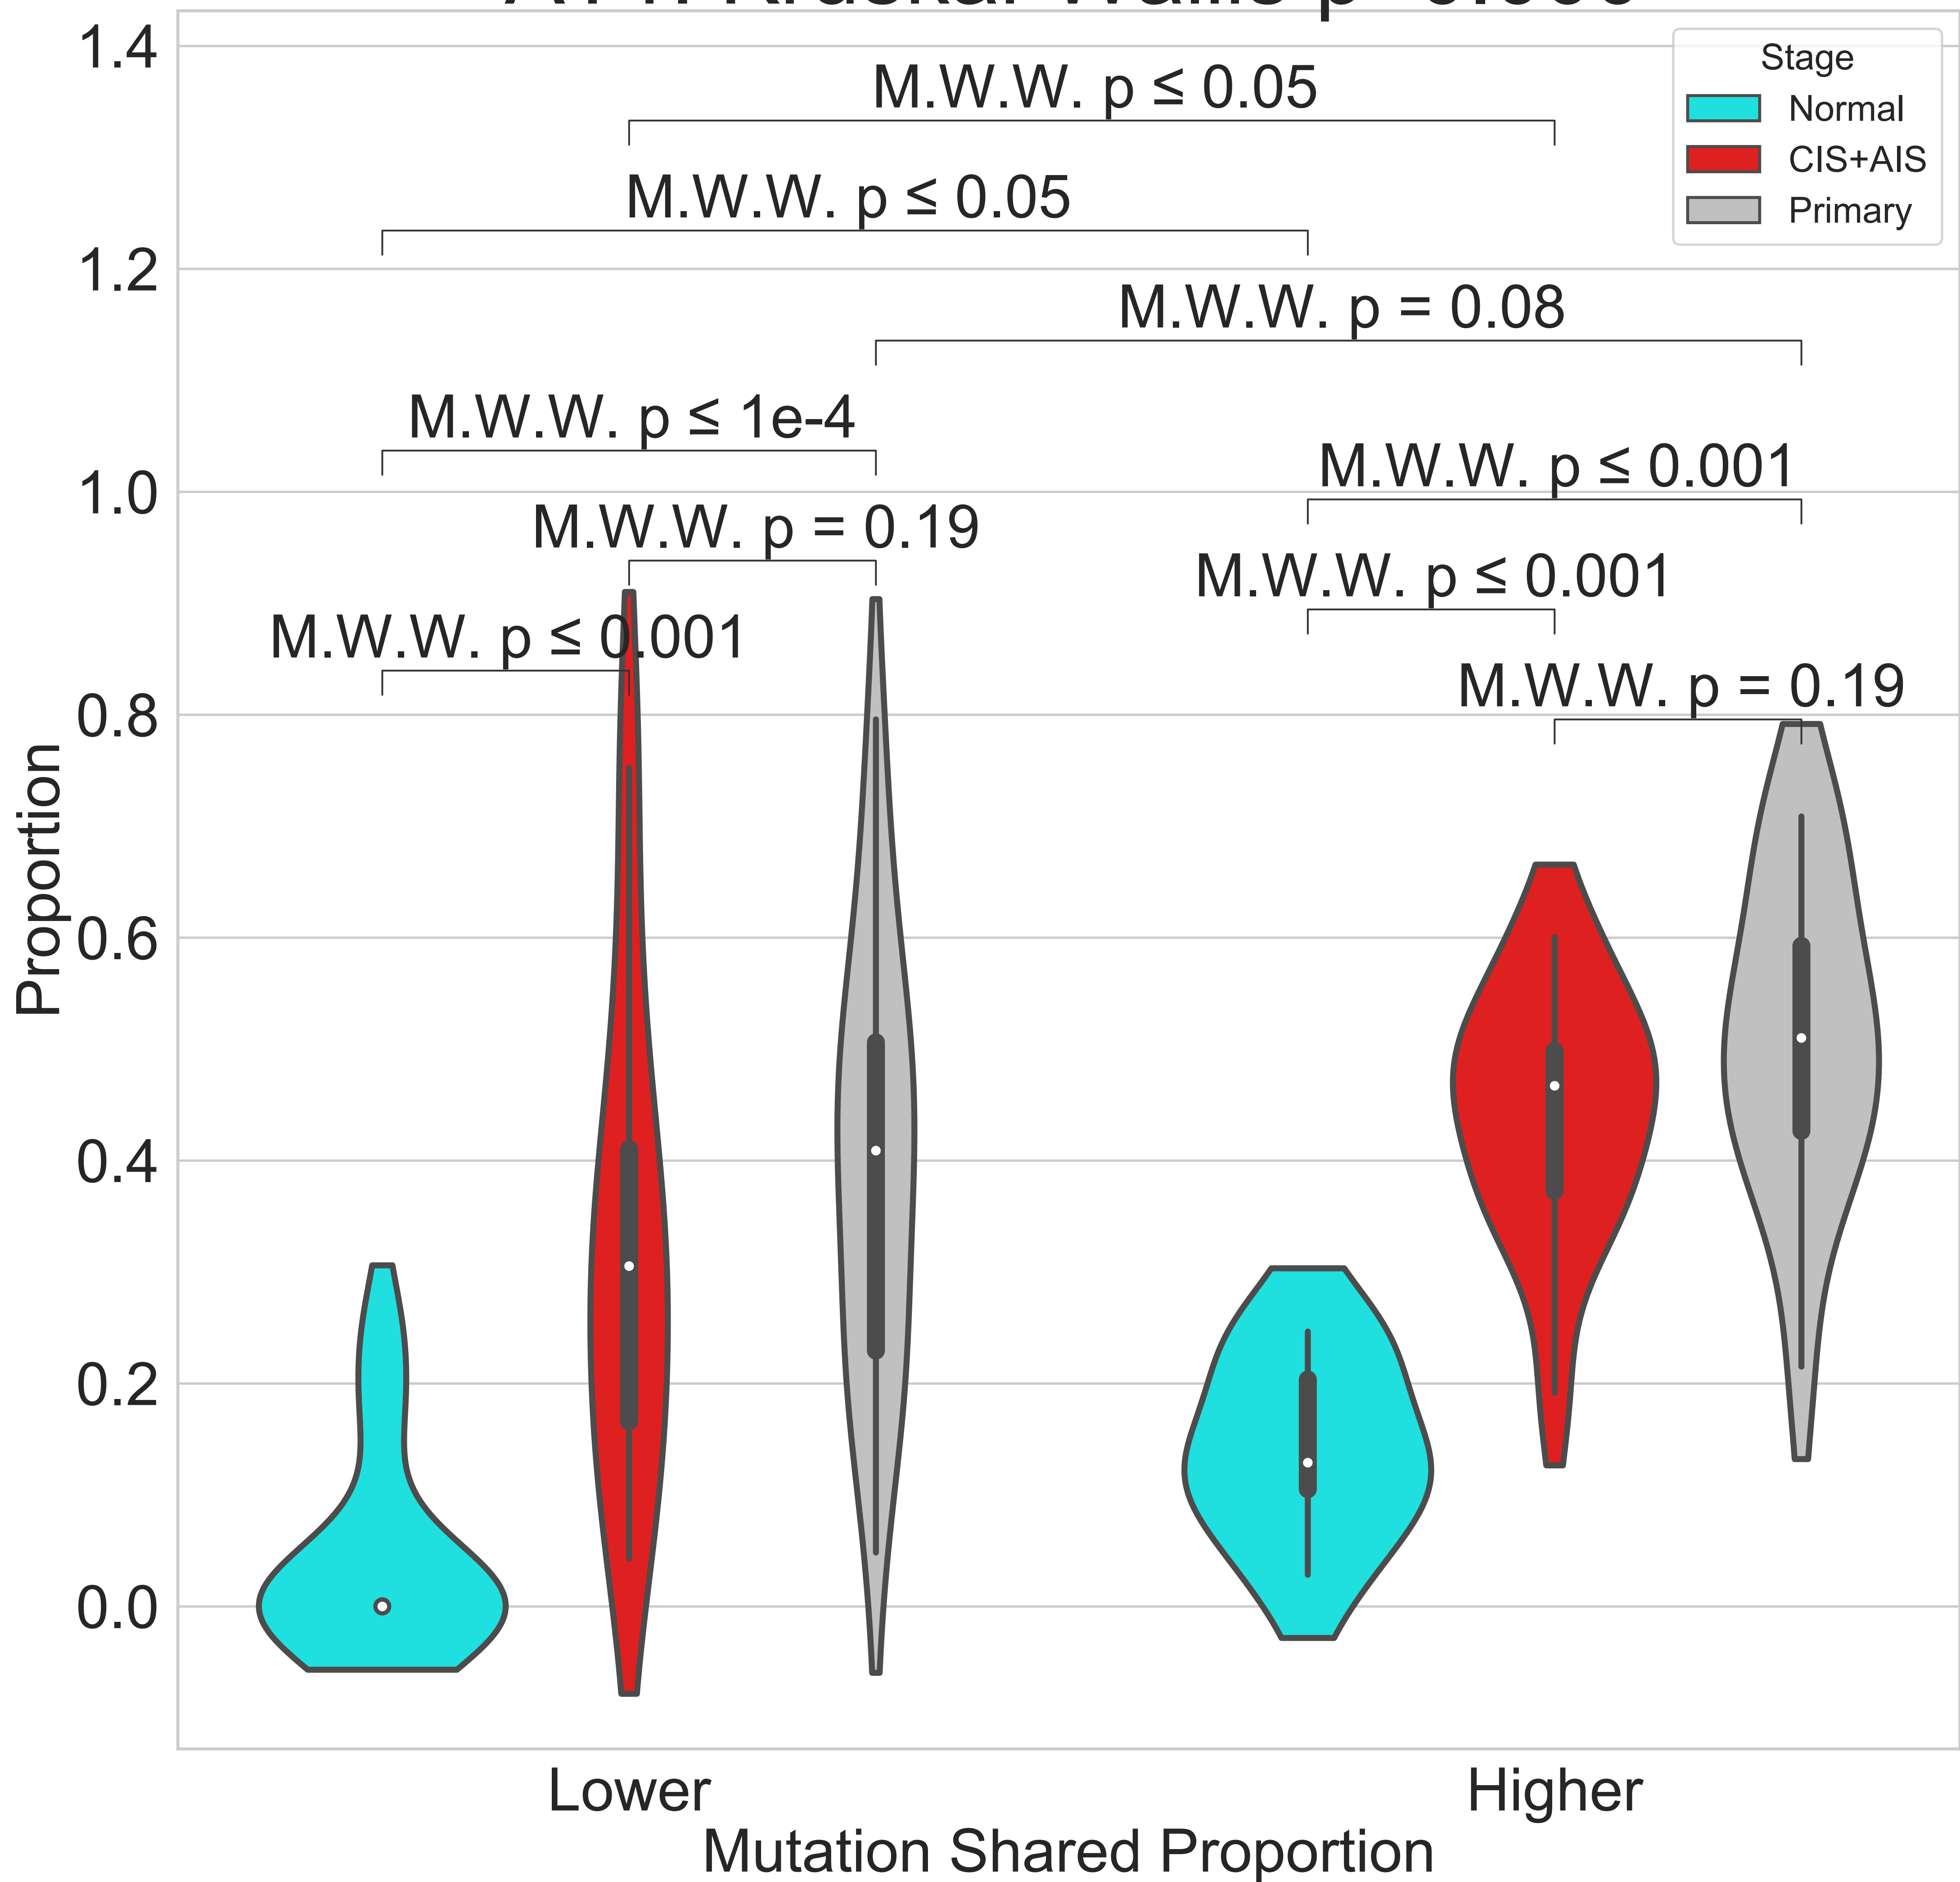 1.4
1.2
1.0
0.8
0.6
0.4
0.2
0.0
Proportion
Stage
Normal
CIS+AIS
Primary
M.W.W. p ≤ 0.05
M.W.W. p ≤ 0.05
M.W.W. p = 0.08
M.W.W. p ≤ 1e-4
M.W.W. p ≤ 0.001
M.W.W. p = 0.19
M.W.W. p ≤ 0.001
M.W.W. p ≤ 0.001
M.W.W. p = 0.19
Lower
Higher
Mutation Shared Proportion